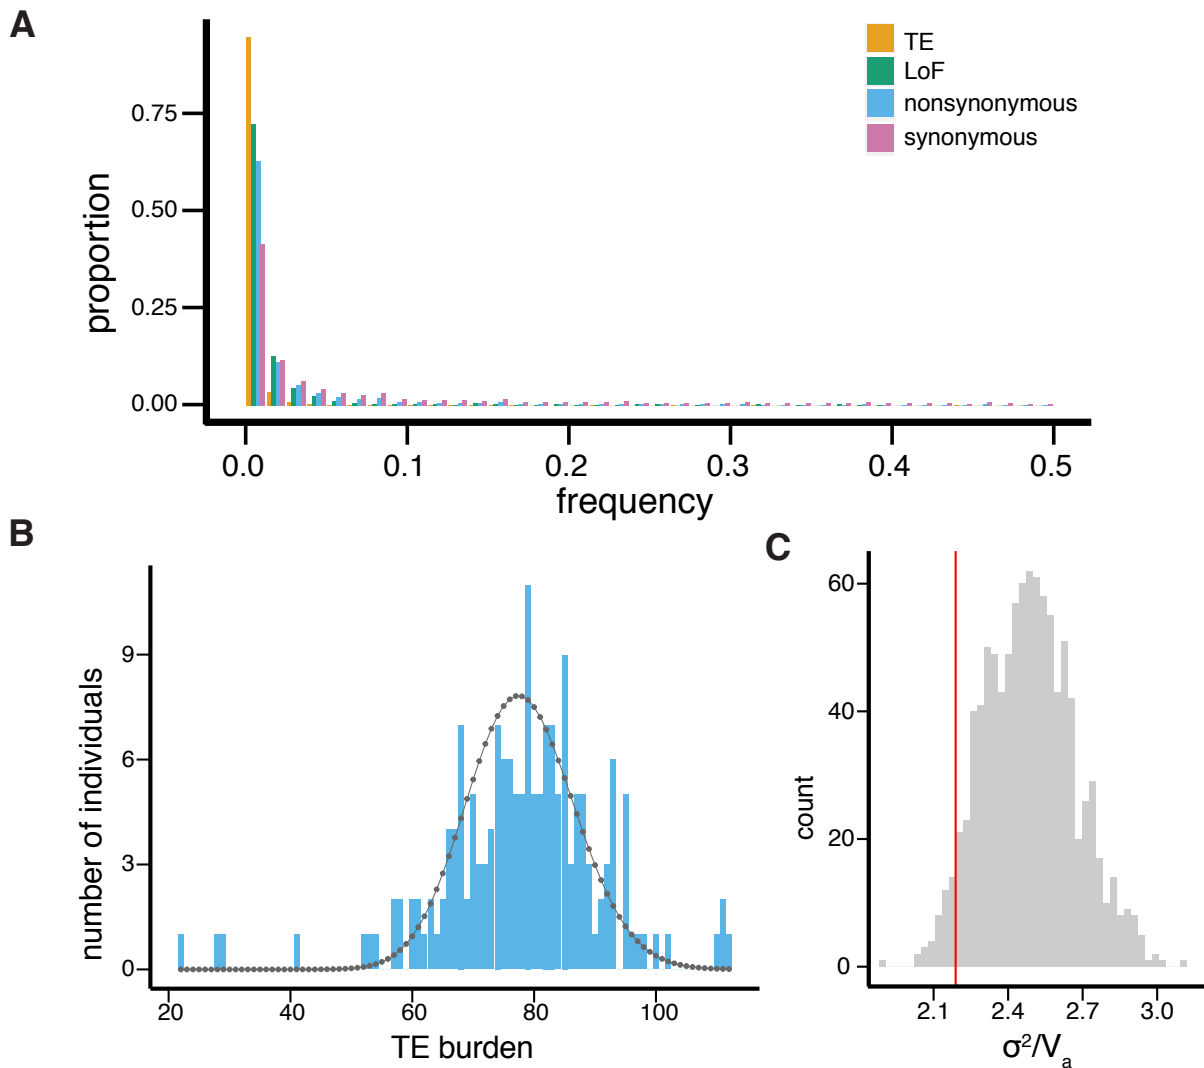 A
TE
LoF
nonsynonymous
synonymous
proportion
0.75
0.50
0.25
0.00
0.0 0.1 0.2 0.3 0.4 0.5
frequency
B
number of individuals
9
6
3
0
20 40 60 80 100
TE burden
C
count
60
40
20
0
2.1 2.4 2.7 3.0
σ²/Vₐ